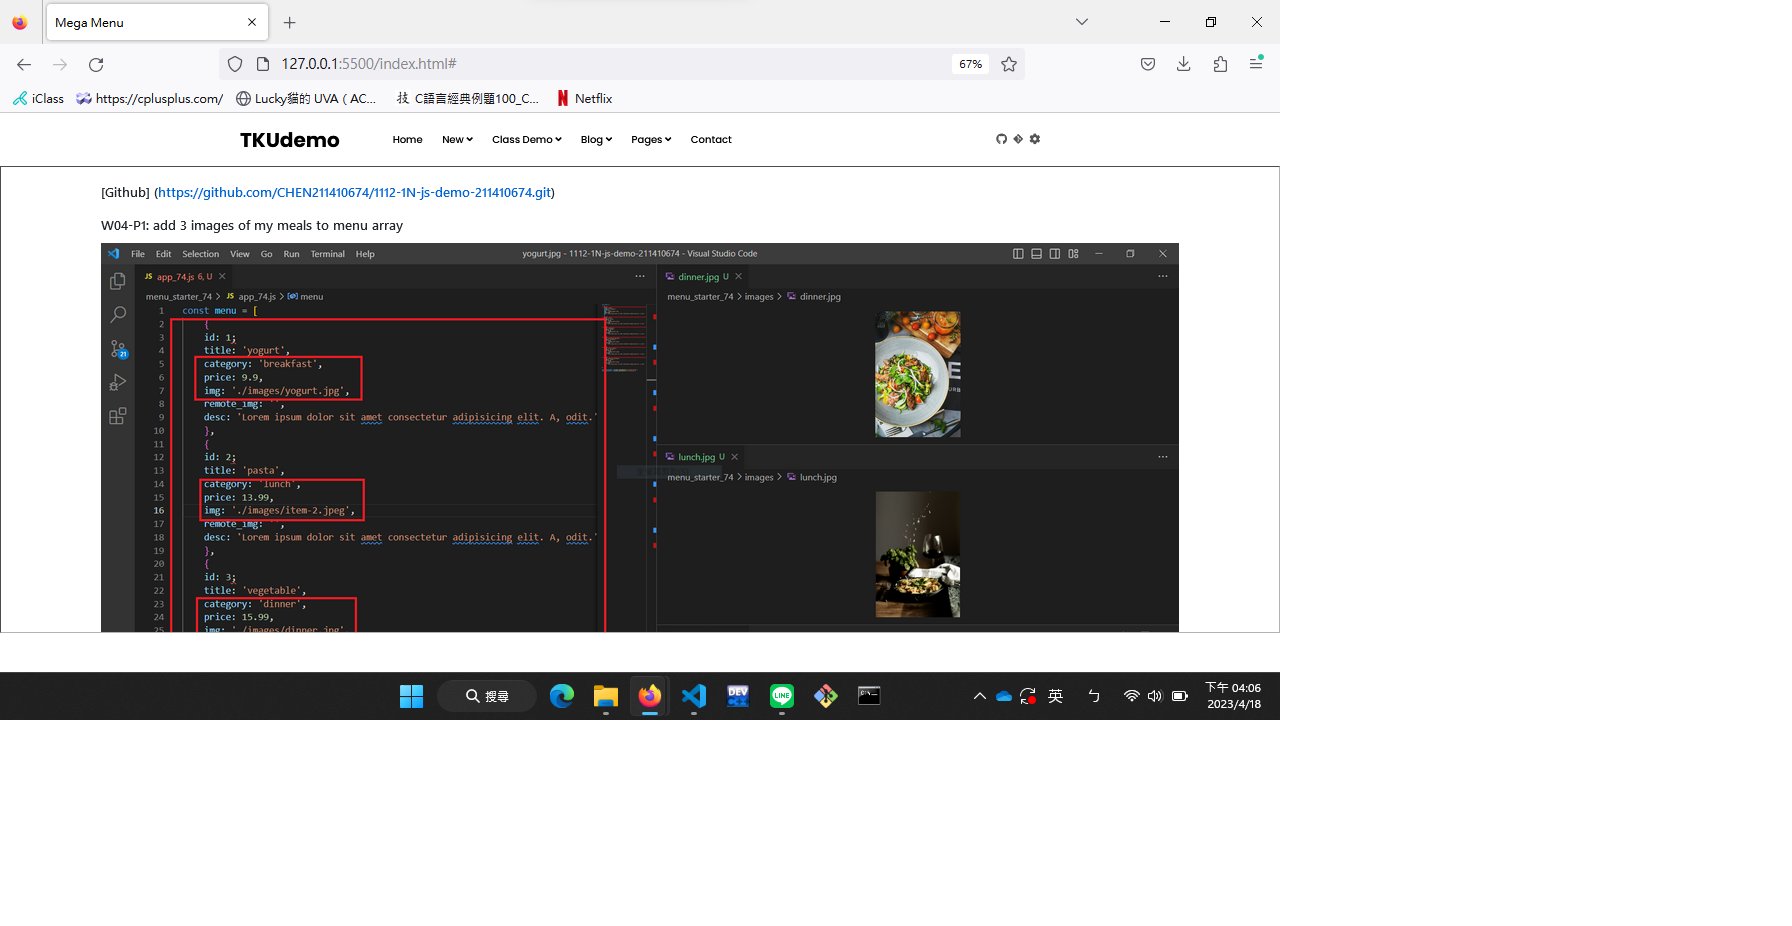 Mega Menu
127.0.0.1:5500/index.html#
67%
iClass
https://cplusplus.com/
Lucky貓的 UVA ( AC...
技
C語言經典例題100_C...
Netflix
TKUdemo
Home
New
Class Demo
Blog
Pages
Contact
[Github] (https://github.com/CHEN211410674/1112-1N-js-demo-211410674.git)
W04-P1: add 3 images of my meals to menu array
File Edit Selection View Go Run Terminal Help
yogurt.jpg - 1112-1N-js-demo-211410674 - Visual Studio Code
JS app_74.js 6, U
menu_starter_74 > JS app_74.js > menu
21
1 const menu = [
2 {
3 id: 1;
4 title: 'yogurt',
5 category: 'breakfast',
6 price: 9.9,
7 img: './images/yogurt.jpg',
8 remote_img: '',
9 desc: 'Lorem ipsum dolor sit amet consectetur adipisicing elit. A, odit.'
10 },
11 {
12 id: 2;
13 title: 'pasta',
14 category: 'lunch',
15 price: 13.99,
16 img: './images/item-2.jpeg',
17 remote_img: '',
18 desc: 'Lorem ipsum dolor sit amet consectetur adipisicing elit. A, odit.'
19 },
20 {
21 id: 3;
22 title: 'vegetable',
23 category: 'dinner',
24 price: 15.99,
25 img: './images/dinner.jpg'
dinner.jpg U
menu_starter_74 > images > dinner.jpg
lunch.jpg U
menu_starter_74 > images > lunch.jpg
搜尋
DEV
LINE
英
ㄅ
下午 04:06
2023/4/18